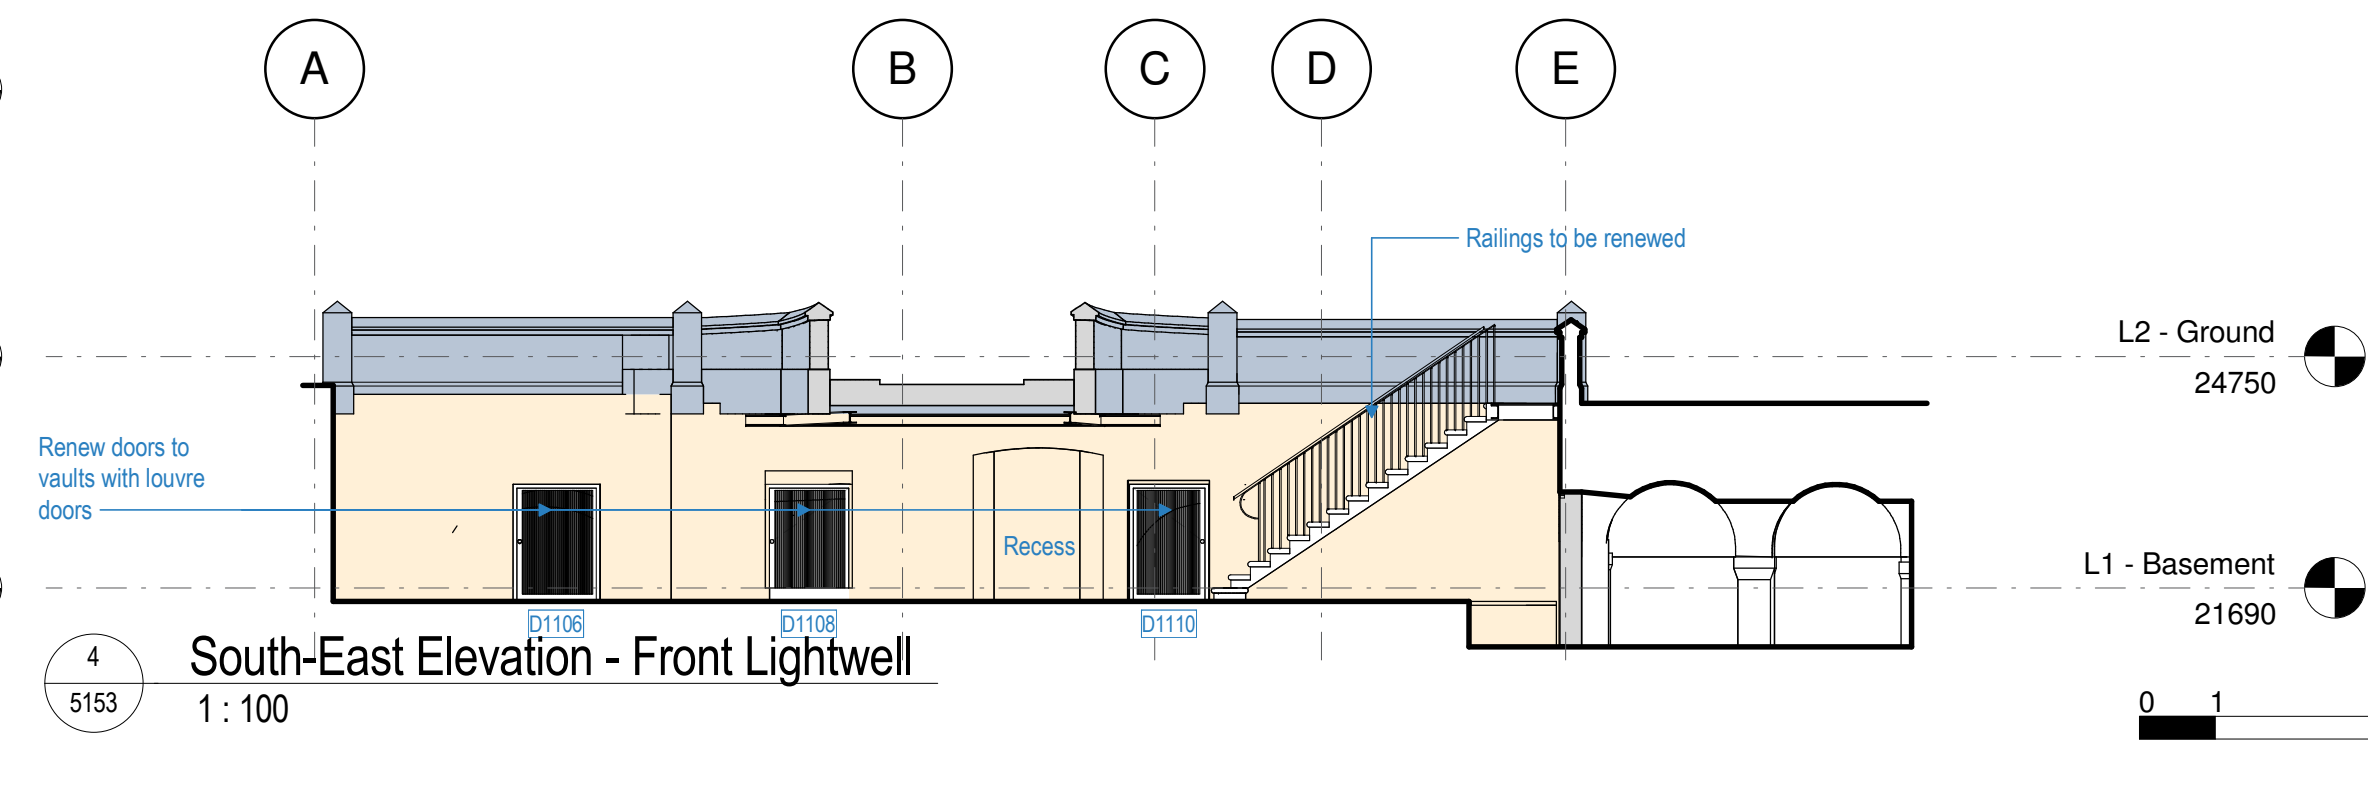 A B C D E
Railings to be renewed
L2 - Ground
24750
Renew doors to
vaults with louvre
doors
Recess
L1 - Basement
21690
D1106 D1108 D1110
4
5153
South-East Elevation - Front Lightwell
1 : 100
0 1